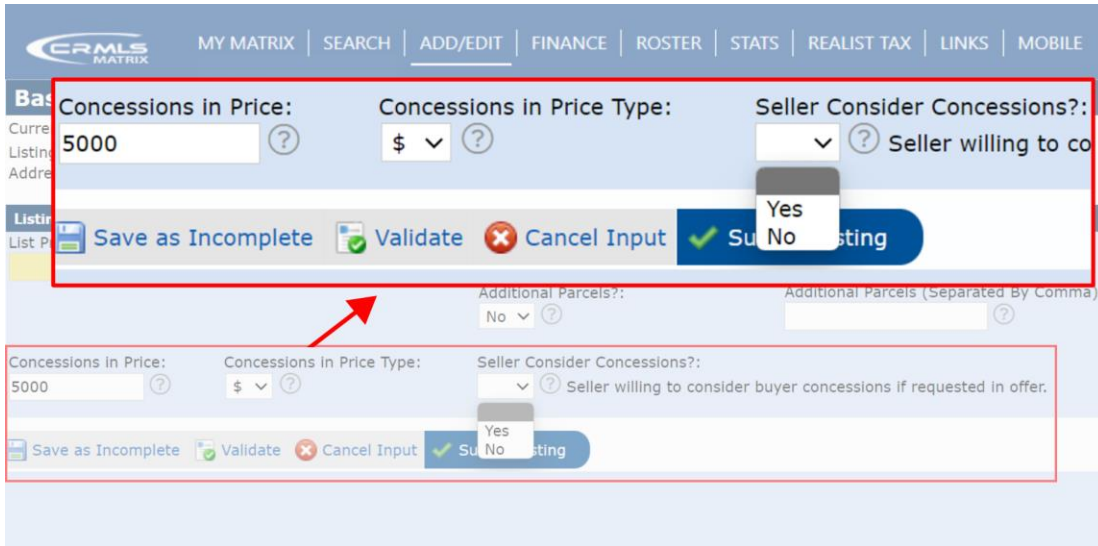 CRMLS
MATRIX
MY MATRIX | SEARCH | ADD/EDIT | FINANCE | ROSTER | STATS | REALIST TAX | LINKS | MOBILE
Concessions in Price: Concessions in Price Type: Seller Consider Concessions?:
5000 ? $ ? ? Seller willing to co
Yes
No
Save as Incomplete Validate Cancel Input Su sting
Additional Parcels?: Additional Parcels (Separated By Comma)
No ? ?
Concessions in Price: Concessions in Price Type: Seller Consider Concessions?:
5000 ? $ ? ? Seller willing to consider buyer concessions if requested in offer.
Yes
No
Save as Incomplete Validate Cancel Input Su sting